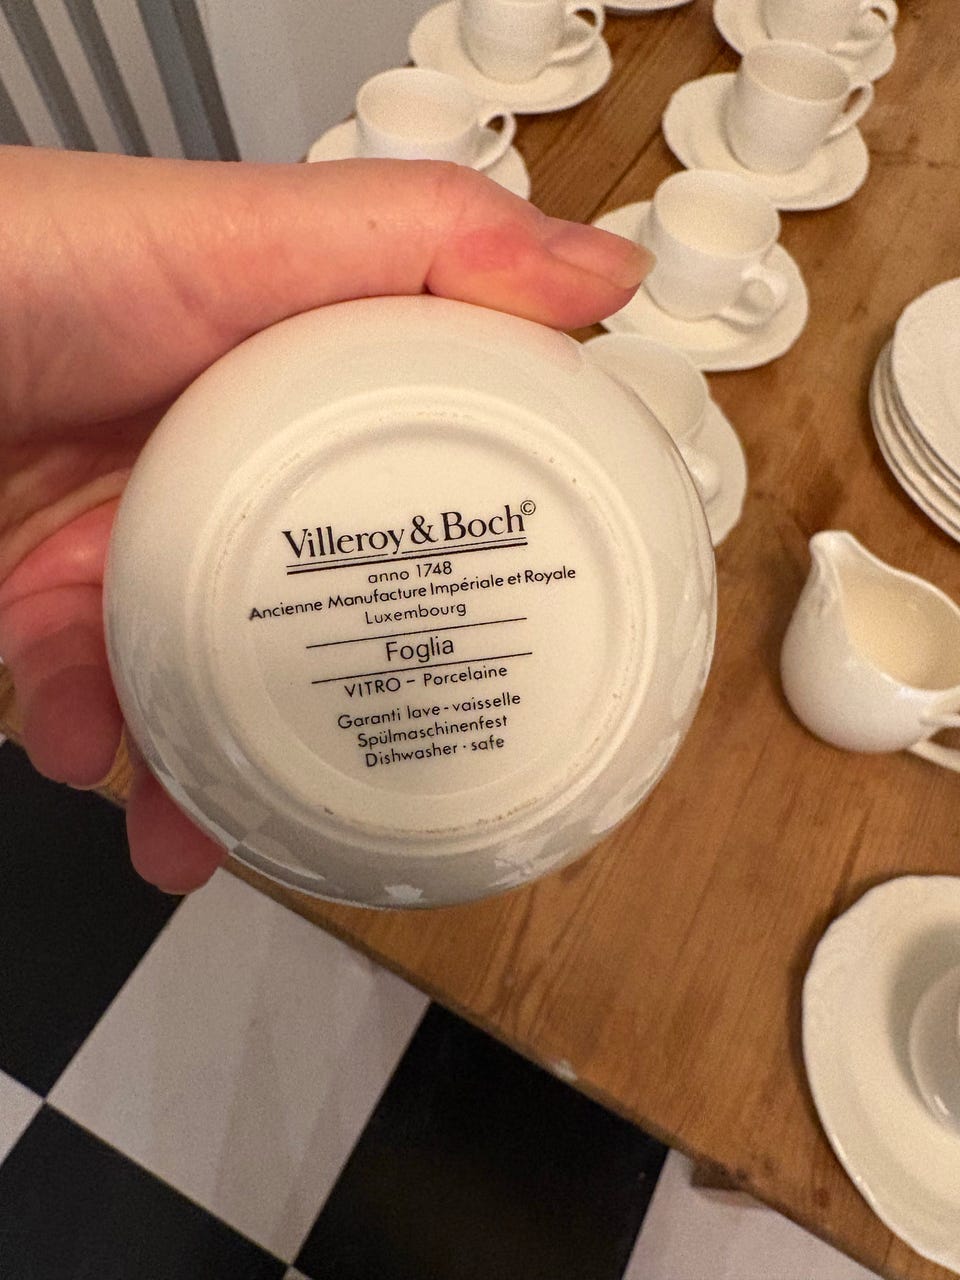 Villeroy & Boch©
anno 1748
Ancienne Manufacture Impériale et Royale
Luxembourg
Foglia
VITRO – Porcelaine
Garanti lave-vaisselle
Spülmaschinenfest
Dishwasher·safe